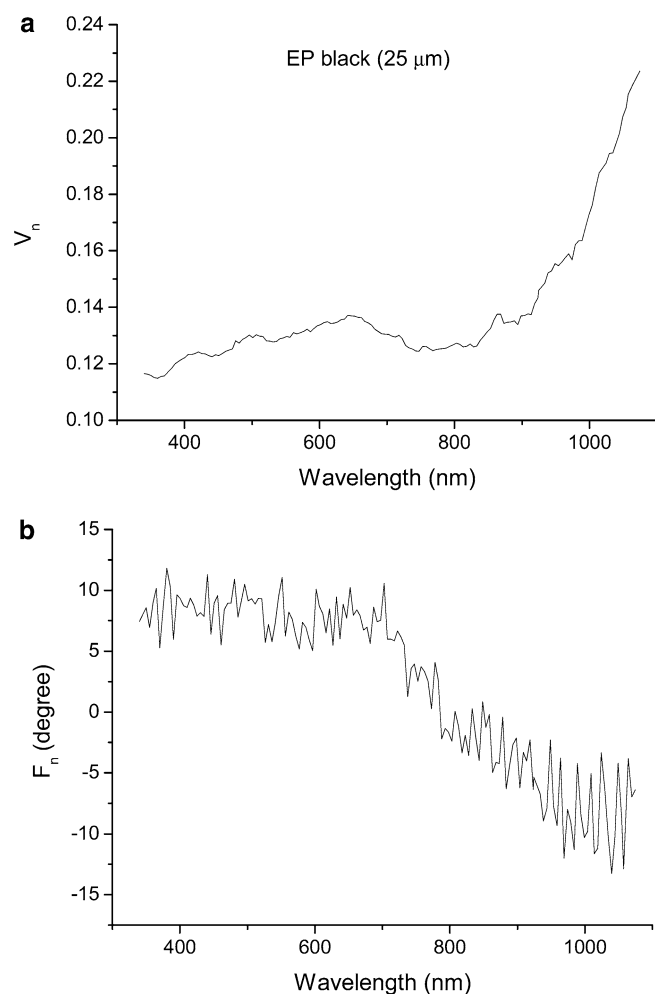 a
EP black (25 μm)
0.24
0.22
0.20
0.18
0.16
0.14
0.12
0.10
Vn
400 600 800 1000
Wavelength (nm)
b
15
10
5
0
-5
-10
-15
Fn (degree)
400 600 800 1000
Wavelength (nm)